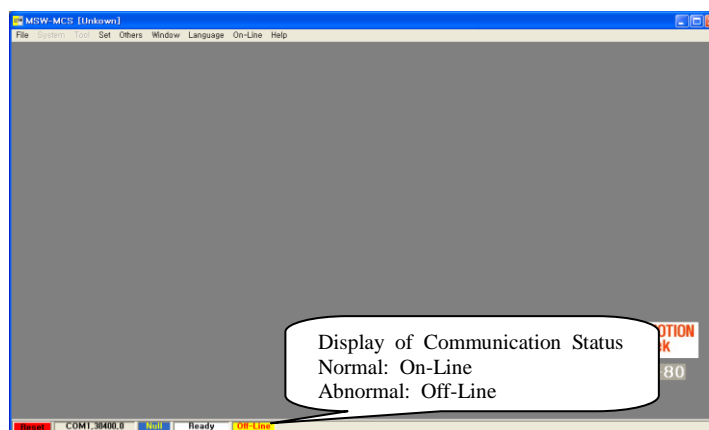 MSW-MCS [Unkown]
File System Tool Set Others Window Language On-Line Help
OTION
rk
Display of Communication Status
Normal: On-Line
Abnormal: Off-Line
-80
Reset COM1,38400,0 Null Ready Off-Line